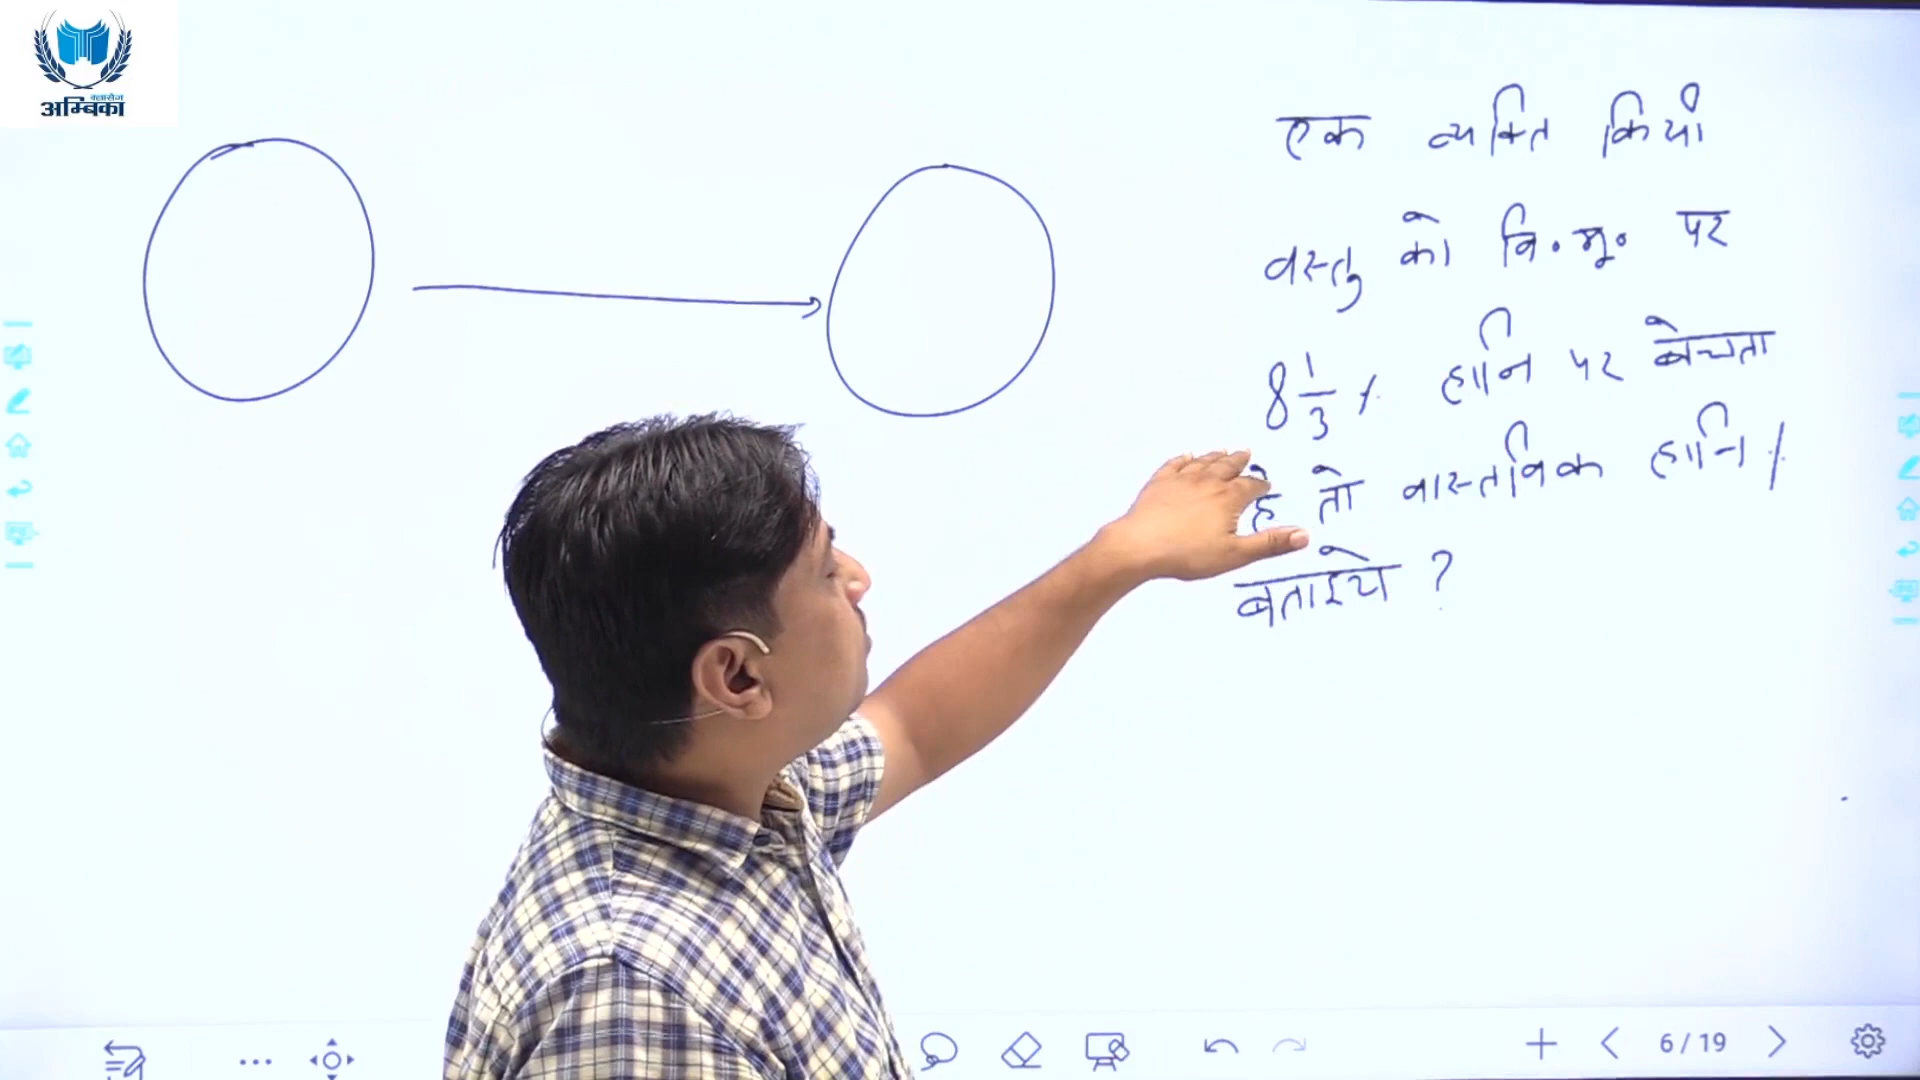 क्लासेज
अम्बिका
एक व्यक्ति किसी
वस्तु को वि.मू. पर
8 1/3 % हानि पर बेचता
है तो वास्तविक हानि %
बताइये ?
6/19